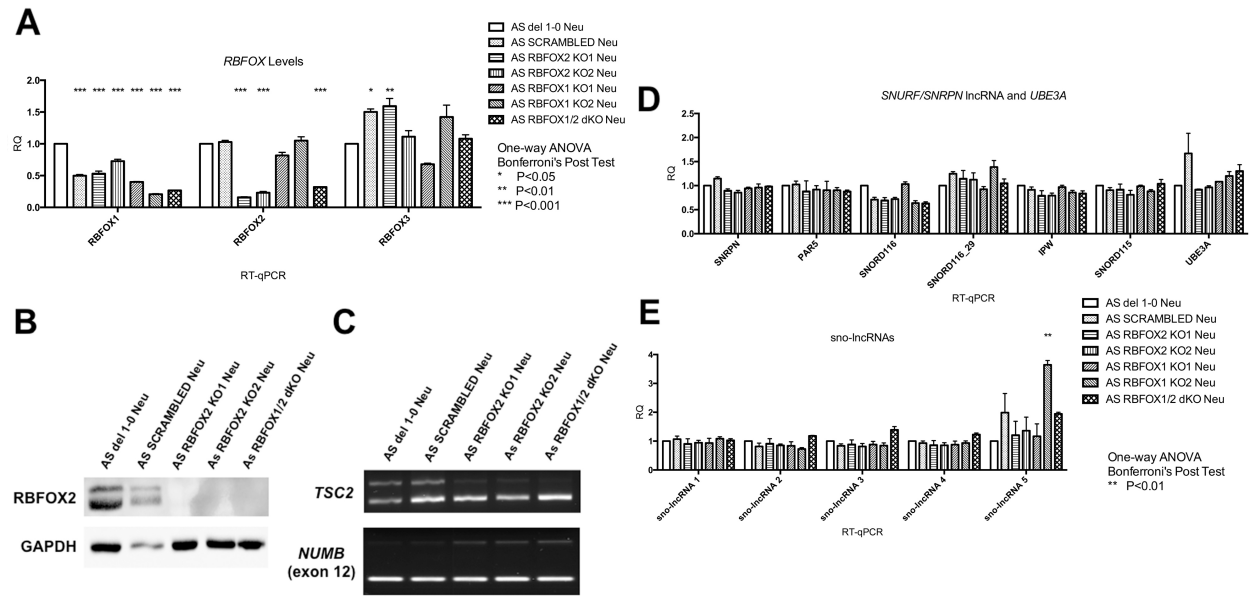 A
RBFOX Levels
AS del 1-0 Neu
AS SCRAMBLED Neu
AS RBFOX2 KO1 Neu
AS RBFOX2 KO2 Neu
AS RBFOX1 KO1 Neu
AS RBFOX1 KO2 Neu
AS RBFOX1/2 dKO Neu
One-way ANOVA
Bonferroni's Post Test
* P<0.05
** P<0.01
*** P<0.001
RQ
2.0
1.5
1.0
0.5
0.0
*** *** *** *** *** *** *** *** *** * **
RBFOX1
RBFOX2
RBFOX3
RT-qPCR
D
SNURF/SNRPN lncRNA and UBE3A
RQ
2.5
2.0
1.5
1.0
0.5
0.0
SNRPN
PAR5
SNORD116
SNORD116_29
IPW
SNORD115
UBE3A
RT-qPCR
B
AS del 1-0 Neu
AS SCRAMBLED Neu
AS RBFOX2 KO1 Neu
As RBFOX2 KO2 Neu
As RBFOX1/2 dKO Neu
RBFOX2
GAPDH
C
AS del 1-0 Neu
AS SCRAMBLED Neu
As RBFOX2 KO1 Neu
As RBFOX2 KO2 Neu
As RBFOX1/2 dKO Neu
TSC2
NUMB
(exon 12)
E
sno-lncRNAs
AS del 1-0 Neu
AS SCRAMBLED Neu
AS RBFOX2 KO1 Neu
AS RBFOX2 KO2 Neu
AS RBFOX1 KO1 Neu
AS RBFOX1 KO2 Neu
AS RBFOX1/2 dKO Neu
RQ
4
3
2
1
0
**
sno-lncRNA 1
sno-lncRNA 2
sno-lncRNA 3
sno-lncRNA 4
sno-lncRNA 5
RT-qPCR
One-way ANOVA
Bonferroni's Post Test
** P<0.01